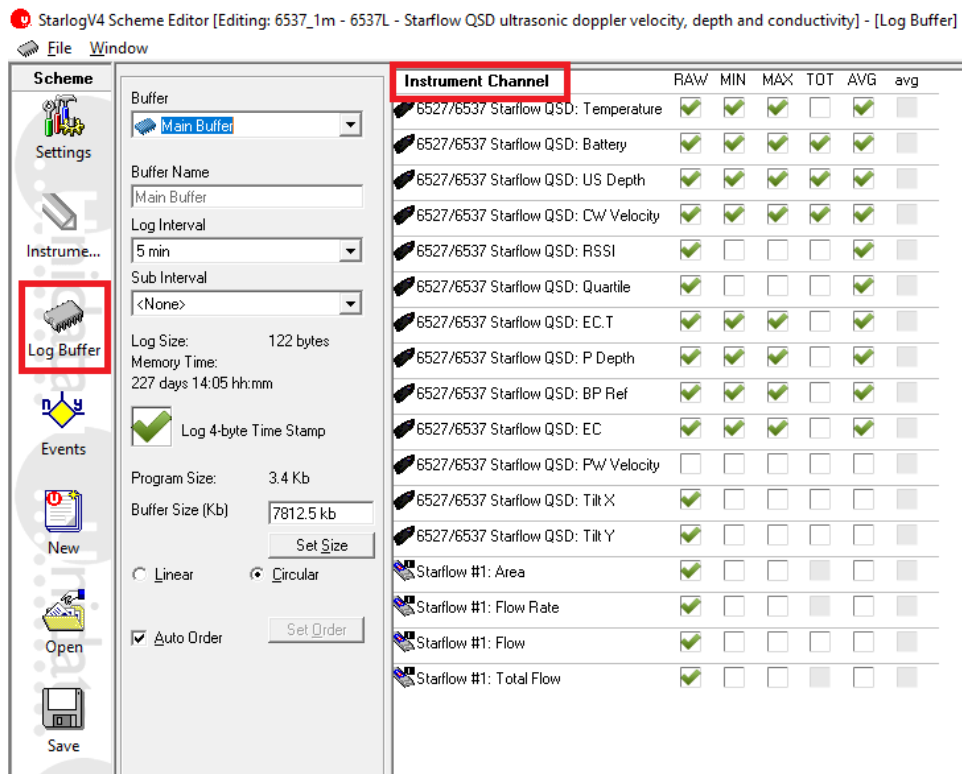 StarlogV4 Scheme Editor [Editing: 6537_1m - 6537L - Starflow QSD ultrasonic doppler velocity, depth and conductivity] - [Log Buffer]
File Window
Scheme
Settings
Instrume...
Log Buffer
Events
New
Open
Save
Buffer
Main Buffer
Buffer Name
Main Buffer
Log Interval
5 min
Sub Interval
<None>
Log Size: 122 bytes
Memory Time:
227 days 14:05 hh:mm
Log 4-byte Time Stamp
Program Size: 3.4 Kb
Buffer Size (Kb) 7812.5 kb
Set Size
Linear Circular
Auto Order Set Order
Instrument Channel RAW MIN MAX TOT AVG avg
6527/6537 Starflow QSD: Temperature
6527/6537 Starflow QSD: Battery
6527/6537 Starflow QSD: US Depth
6527/6537 Starflow QSD: CW Velocity
6527/6537 Starflow QSD: RSSI
6527/6537 Starflow QSD: Quartile
6527/6537 Starflow QSD: EC.T
6527/6537 Starflow QSD: P Depth
6527/6537 Starflow QSD: BP Ref
6527/6537 Starflow QSD: EC
6527/6537 Starflow QSD: PW Velocity
6527/6537 Starflow QSD: Tilt X
6527/6537 Starflow QSD: Tilt Y
Starflow #1: Area
Starflow #1: Flow Rate
Starflow #1: Flow
Starflow #1: Total Flow